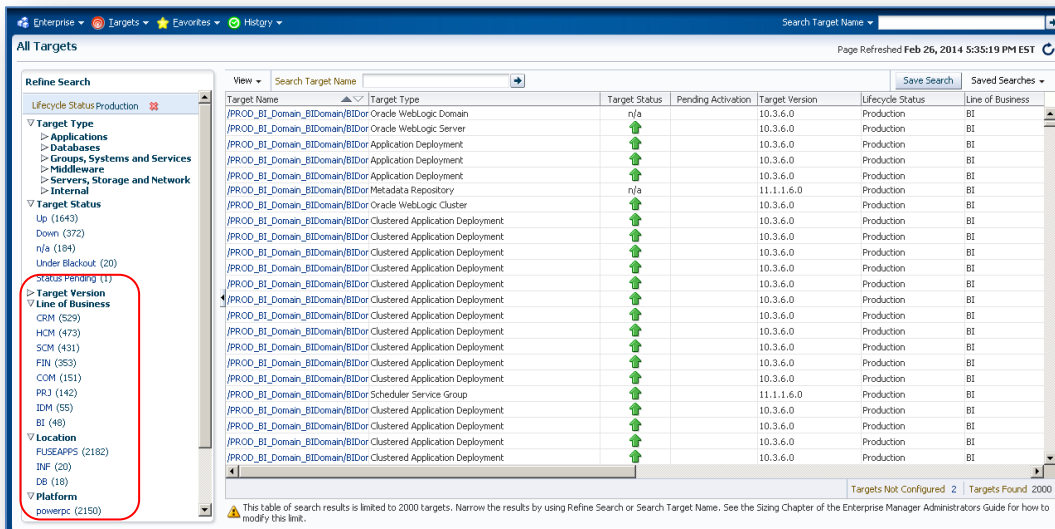 Enterprise Targets Favorites History Search Target Name
All Targets Page Refreshed Feb 26, 2014 5:35:19 PM EST
Refine Search
Lifecycle Status Production
Target Type
Applications
Databases
Groups, Systems and Services
Middleware
Servers, Storage and Network
Internal
Target Status
Up (1643)
Down (372)
n/a (184)
Under Blackout (20)
Status Pending (1)
Target Version
Line of Business
CRM (529)
HCM (473)
SCM (431)
FIN (353)
COM (151)
PRJ (142)
IDM (55)
BI (48)
Location
FUSEAPPS (2182)
INF (20)
DB (18)
Platform
powerpc (2150)
View Search Target Name Save Search Saved Searches
Target Name Target Type Target Status Pending Activation Target Version Lifecycle Status Line of Business
/PROD_BI_Domain_BIDomain/BIDor Oracle WebLogic Domain n/a 10.3.6.0 Production BI
/PROD_BI_Domain_BIDomain/BIDor Oracle WebLogic Server 10.3.6.0 Production BI
/PROD_BI_Domain_BIDomain/BIDor Application Deployment 10.3.6.0 Production BI
/PROD_BI_Domain_BIDomain/BIDor Application Deployment 10.3.6.0 Production BI
/PROD_BI_Domain_BIDomain/BIDor Application Deployment 10.3.6.0 Production BI
/PROD_BI_Domain_BIDomain/BIDor Metadata Repository n/a 11.1.1.6.0 Production BI
/PROD_BI_Domain_BIDomain/BIDor Oracle WebLogic Cluster 10.3.6.0 Production BI
/PROD_BI_Domain_BIDomain/BIDor Clustered Application Deployment 10.3.6.0 Production BI
/PROD_BI_Domain_BIDomain/BIDor Clustered Application Deployment 10.3.6.0 Production BI
/PROD_BI_Domain_BIDomain/BIDor Clustered Application Deployment 10.3.6.0 Production BI
/PROD_BI_Domain_BIDomain/BIDor Clustered Application Deployment 10.3.6.0 Production BI
/PROD_BI_Domain_BIDomain/BIDor Clustered Application Deployment 10.3.6.0 Production BI
/PROD_BI_Domain_BIDomain/BIDor Clustered Application Deployment 10.3.6.0 Production BI
/PROD_BI_Domain_BIDomain/BIDor Clustered Application Deployment 10.3.6.0 Production BI
/PROD_BI_Domain_BIDomain/BIDor Clustered Application Deployment 10.3.6.0 Production BI
/PROD_BI_Domain_BIDomain/BIDor Clustered Application Deployment 10.3.6.0 Production BI
/PROD_BI_Domain_BIDomain/BIDor Clustered Application Deployment 10.3.6.0 Production BI
/PROD_BI_Domain_BIDomain/BIDor Clustered Application Deployment 10.3.6.0 Production BI
/PROD_BI_Domain_BIDomain/BIDor Scheduler Service Group 11.1.1.6.0 Production BI
/PROD_BI_Domain_BIDomain/BIDor Clustered Application Deployment 10.3.6.0 Production BI
/PROD_BI_Domain_BIDomain/BIDor Clustered Application Deployment 10.3.6.0 Production BI
/PROD_BI_Domain_BIDomain/BIDor Clustered Application Deployment 10.3.6.0 Production BI
/PROD_BI_Domain_BIDomain/BIDor Clustered Application Deployment 10.3.6.0 Production BI
Targets Not Configured 2 Targets Found 2000
This table of search results is limited to 2000 targets. Narrow the results by using Refine Search or Search Target Name. See the Sizing Chapter of the Enterprise Manager Administrators Guide for how to
modify this limit.